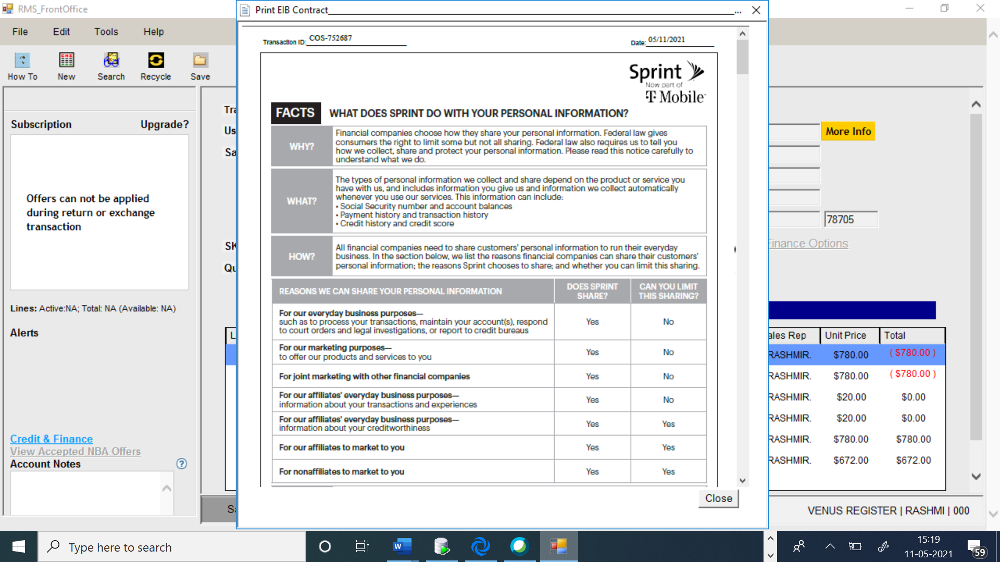 RMS_FrontOffice
File Edit Tools Help
How To New Search Recycle Save
Subscription Upgrade?
Offers can not be applied
during return or exchange
transaction
Lines: Active:NA; Total: NA (Available: NA)
Alerts
Credit & Finance
View Accepted NBA Offers
Account Notes
?
Print EIB Contract
...
Transaction ID: COS-752687
Date: 05/11/2021
Sprint
Now part of
T Mobile
FACTS WHAT DOES SPRINT DO WITH YOUR PERSONAL INFORMATION?
WHY?
Financial companies choose how they share your personal information. Federal law gives
consumers the right to limit some but not all sharing. Federal law also requires us to tell you
how we collect, share and protect your personal information. Please read this notice carefully to
understand what we do.
WHAT?
The types of personal information we collect and share depend on the product or service you
have with us, and includes information you give us and information we collect automatically
whenever you use our services. This information can include:
• Social Security number and account balances
• Payment history and transaction history
• Credit history and credit score
HOW?
All financial companies need to share customers' personal information to run their everyday
business. In the section below, we list the reasons financial companies can share their customers'
personal information; the reasons Sprint chooses to share; and whether you can limit this sharing.
REASONS WE CAN SHARE YOUR PERSONAL INFORMATION
DOES SPRINT
SHARE?
CAN YOU LIMIT
THIS SHARING?
For our everyday business purposes—
such as to process your transactions, maintain your account(s), respond
to court orders and legal investigations, or report to credit bureaus
Yes No
For our marketing purposes—
to offer our products and services to you
Yes No
For joint marketing with other financial companies Yes No
For our affiliates' everyday business purposes—
information about your transactions and experiences
Yes No
For our affiliates' everyday business purposes—
information about your creditworthiness
Yes Yes
For our affiliates to market to you Yes Yes
For nonaffiliates to market to you Yes Yes
Close
More Info
78705
Finance Options
Unit Price Total
Rep
RASHMIR. $780.00 ( $780.00 )
RASHMIR. $780.00 ( $780.00 )
RASHMIR. $20.00 $0.00
RASHMIR. $20.00 $0.00
RASHMIR. $780.00 $780.00
RASHMIR. $672.00 $672.00
VENUS REGISTER | RASHMI | 000
Type here to search
15:19
11-05-2021
59